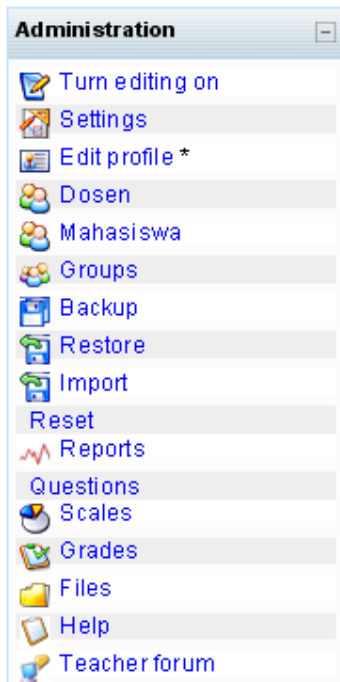 Administration
Turn editing on
Settings
Edit profile *
Dosen
Mahasiswa
Groups
Backup
Restore
Import
Reset
Reports
Questions
Scales
Grades
Files
Help
Teacher forum